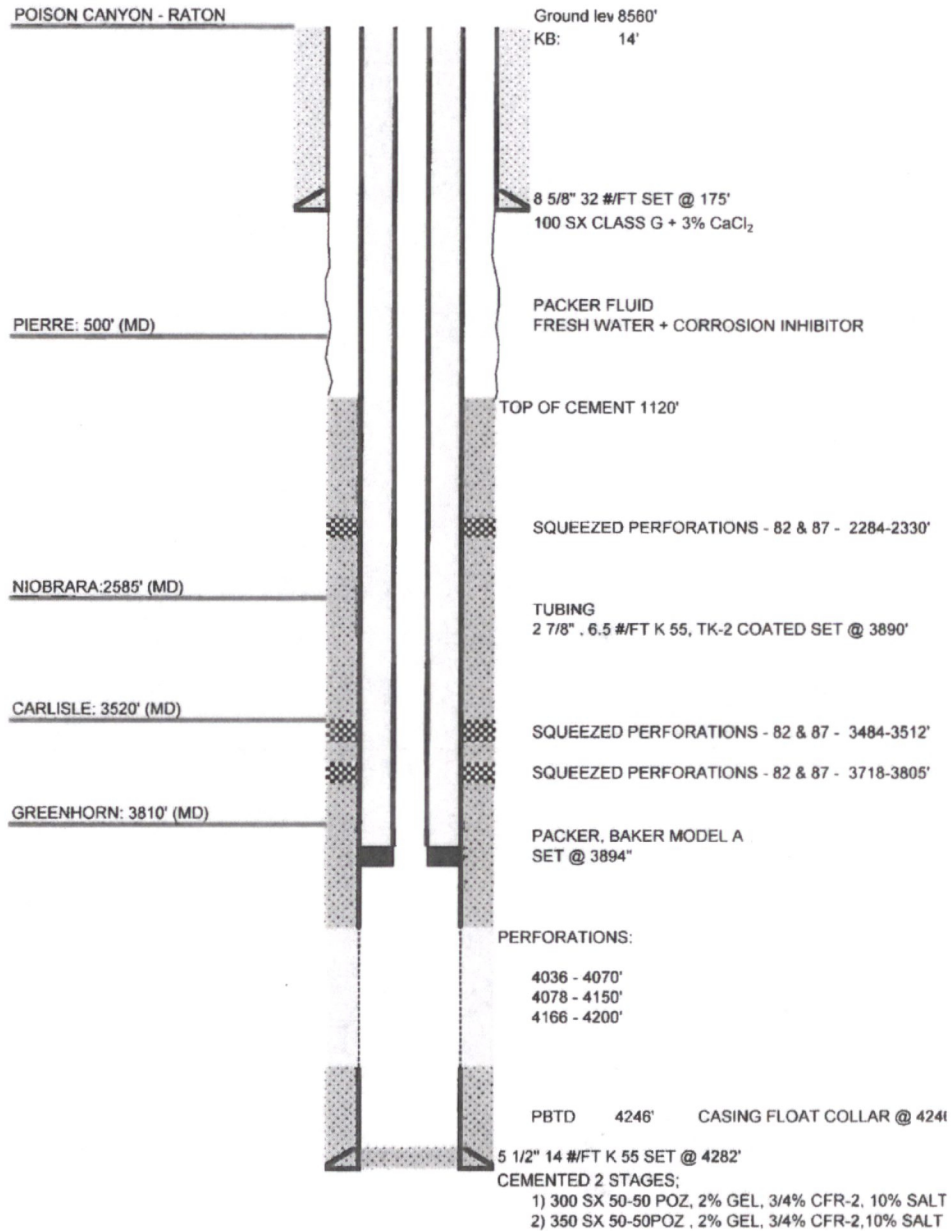 POISON CANYON - RATON
Ground lev 8560'
KB: 14'
8 5/8" 32 #/FT SET @ 175'
100 SX CLASS G + 3% CaCl₂
PACKER FLUID
FRESH WATER + CORROSION INHIBITOR
PIERRE: 500' (MD)
TOP OF CEMENT 1120'
SQUEEZED PERFORATIONS - 82 & 87 - 2284-2330'
NIOBRARA:2585' (MD)
TUBING
2 7/8" , 6.5 #/FT K 55, TK-2 COATED SET @ 3890'
CARLISLE: 3520' (MD)
SQUEEZED PERFORATIONS - 82 & 87 - 3484-3512'
SQUEEZED PERFORATIONS - 82 & 87 - 3718-3805'
GREENHORN: 3810' (MD)
PACKER, BAKER MODEL A
SET @ 3894"
PERFORATIONS:
4036 - 4070'
4078 - 4150'
4166 - 4200'
PBTD 4246' CASING FLOAT COLLAR @
5 1/2" 14 #/FT K 55 SET @ 4282'
CEMENTED 2 STAGES;
1) 300 SX 50-50 POZ, 2% GEL, 3/4% CFR-2, 10% SALT
2) 350 SX 50-50POZ , 2% GEL, 3/4% CFR-2,10% SALT